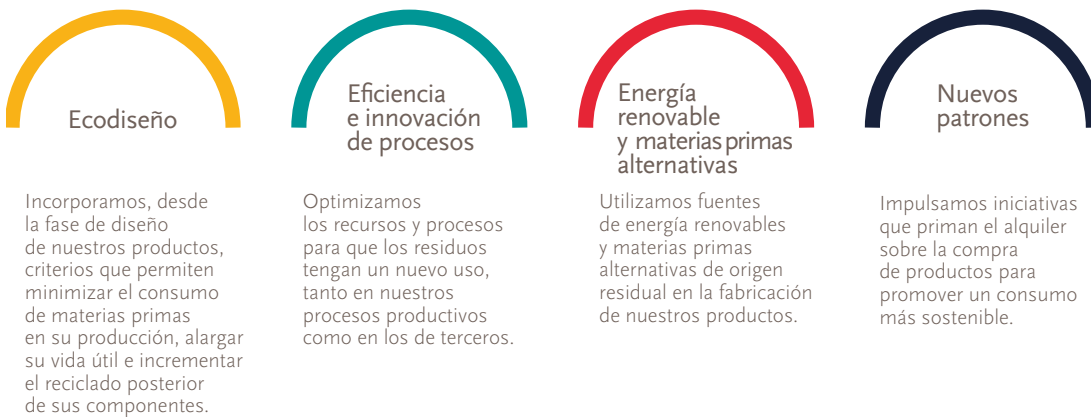 Ecodiseño
Incorporamos, desde
la fase de diseño
de nuestros productos,
criterios que permiten
minimizar el consumo
de materias primas
en su producción, alargar
su vida útil e incrementar
el reciclado posterior
de sus componentes.
Eficiencia
e innovación
de procesos
Optimizamos
los recursos y procesos
para que los residuos
tengan un nuevo uso,
tanto en nuestros
procesos productivos
como en los de terceros.
Energía
renovable
y materias primas
alternativas
Utilizamos fuentes
de energía renovables
y materias primas
alternativas de origen
residual en la fabricación
de nuestros productos.
Nuevos
patrones
Impulsamos iniciativas
que priman el alquiler
sobre la compra
de productos para
promover un consumo
más sostenible.